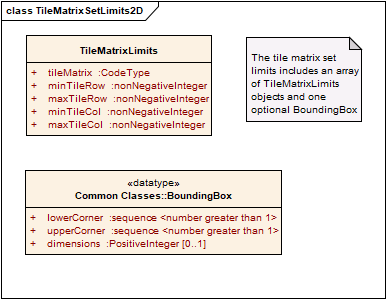 class TileMatrixSetLimits2D
TileMatrixLimits
+ tileMatrix :CodeType
+ minTileRow :nonNegativeInteger
+ maxTileRow :nonNegativeInteger
+ minTileCol :nonNegativeInteger
+ maxTileCol :nonNegativeInteger
The tile matrix set
limits includes an array
of TileMatrixLimits
objects and one
optional BoundingBox
«datatype»
Common Classes::BoundingBox
+ lowerCorner :sequence <number greater than 1>
+ upperCorner :sequence <number greater than 1>
+ dimensions :PositiveInteger [0..1]